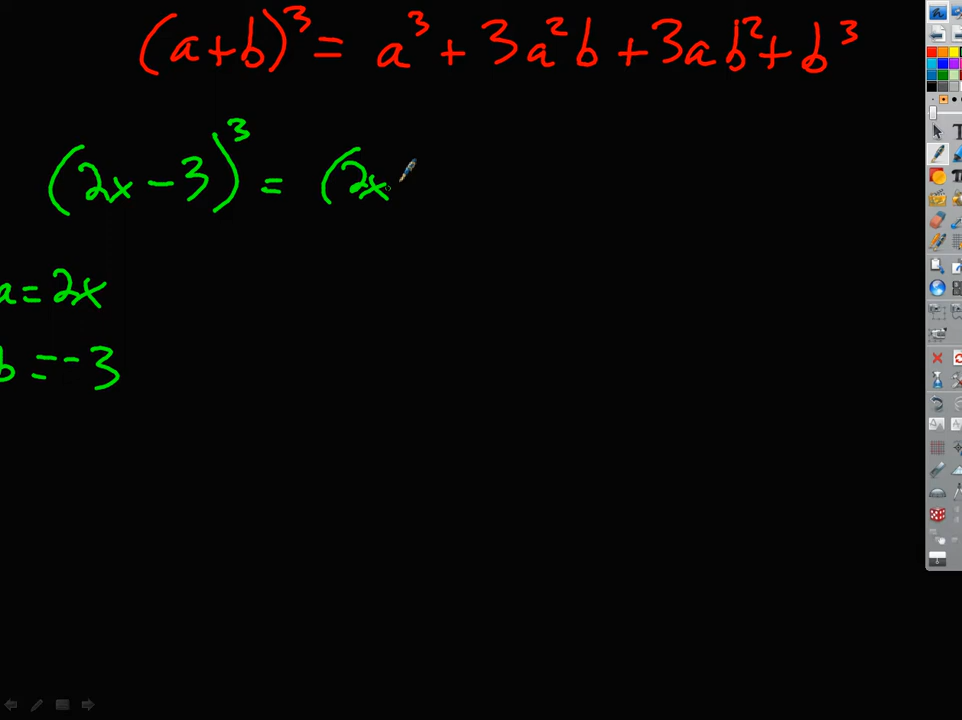 (a+b)³ = a³ + 3a²b + 3ab² + b³
(2x − 3)³ = (2x
a = 2x
b = −3